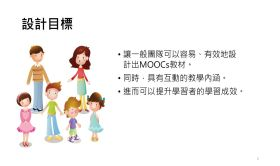 設計目標
• 讓一般團隊可以容易、有效地設
計出MOOCs教材。
• 同時，具有互動的教學內涵。
• 進而可以提升學習者的學習成效。